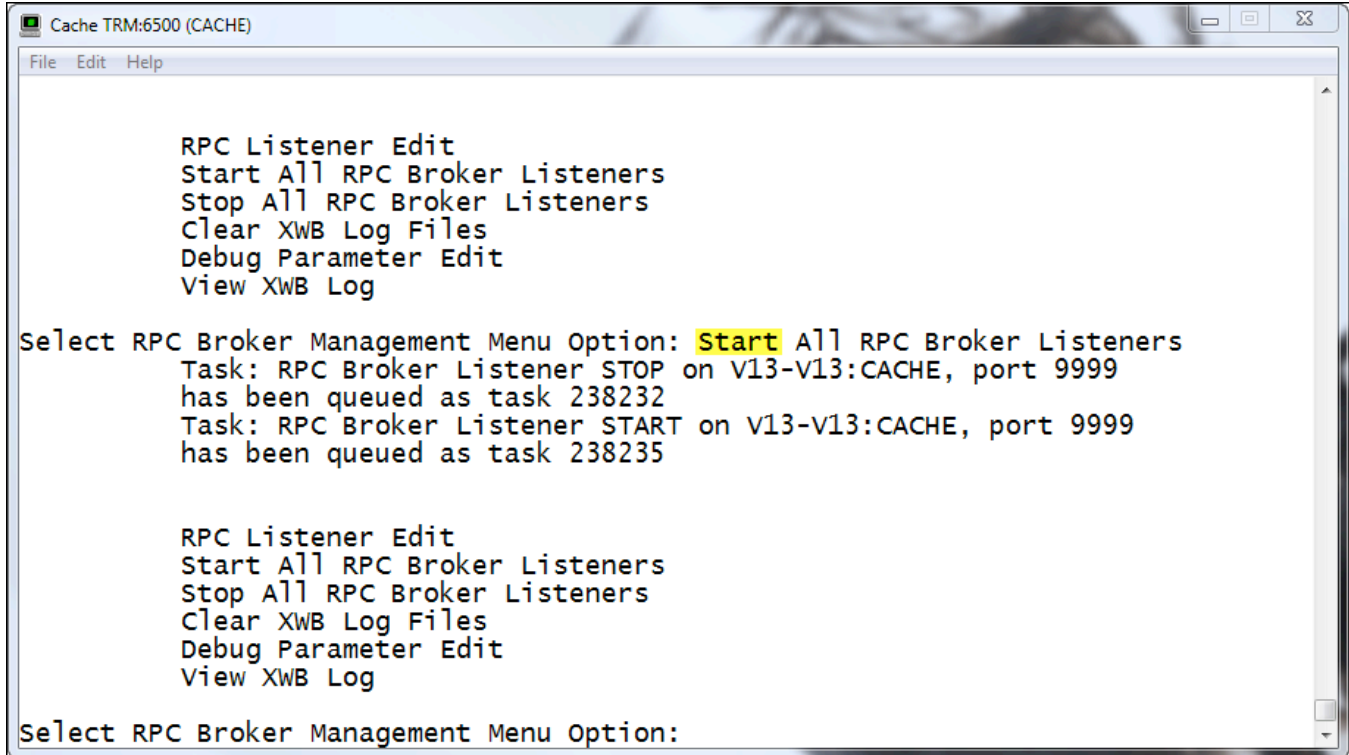 Cache TRM:6500 (CACHE)
File Edit Help
RPC Listener Edit
Start All RPC Broker Listeners
Stop All RPC Broker Listeners
Clear XWB Log Files
Debug Parameter Edit
View XWB Log
Select RPC Broker Management Menu Option: Start All RPC Broker Listeners
Task: RPC Broker Listener STOP on V13-V13:CACHE, port 9999
has been queued as task 238232
Task: RPC Broker Listener START on V13-V13:CACHE, port 9999
has been queued as task 238235
RPC Listener Edit
Start All RPC Broker Listeners
Stop All RPC Broker Listeners
Clear XWB Log Files
Debug Parameter Edit
View XWB Log
Select RPC Broker Management Menu Option: